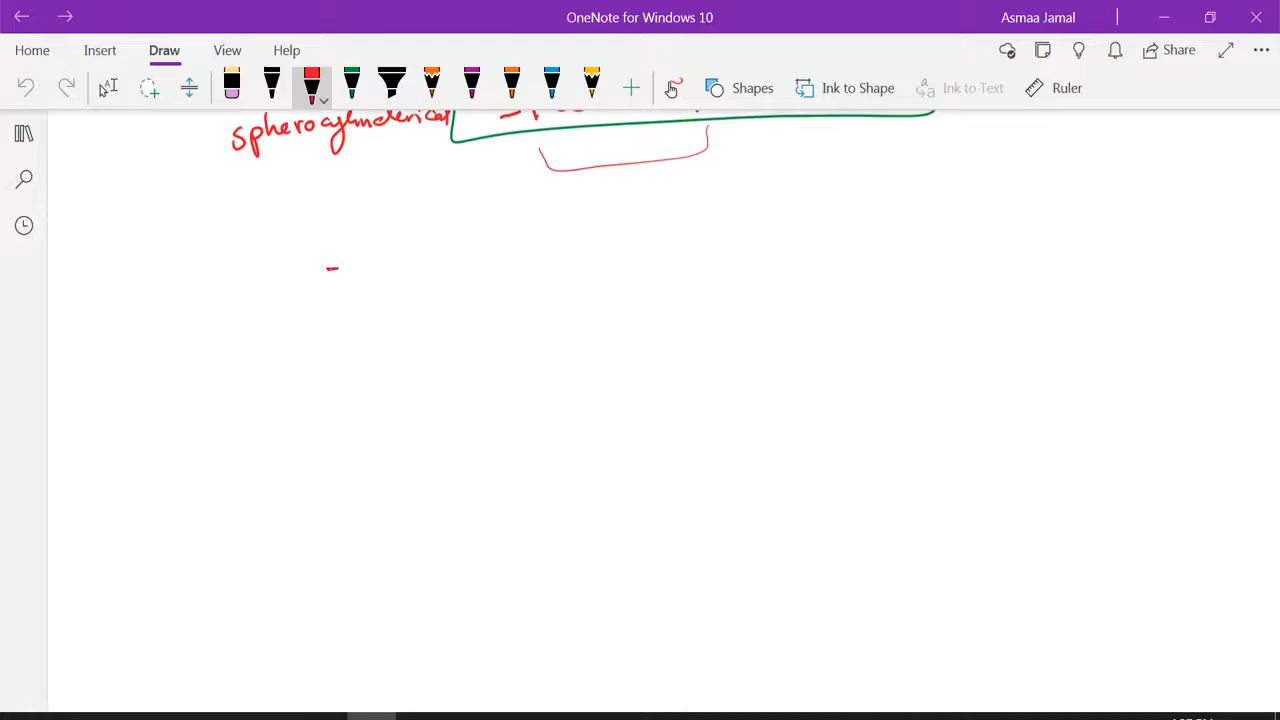 OneNote for Windows 10
Asmaa Jamal
Home Insert Draw View Help
Share
Shapes Ink to Shape Ink to Text Ruler
spherocylinderical
-